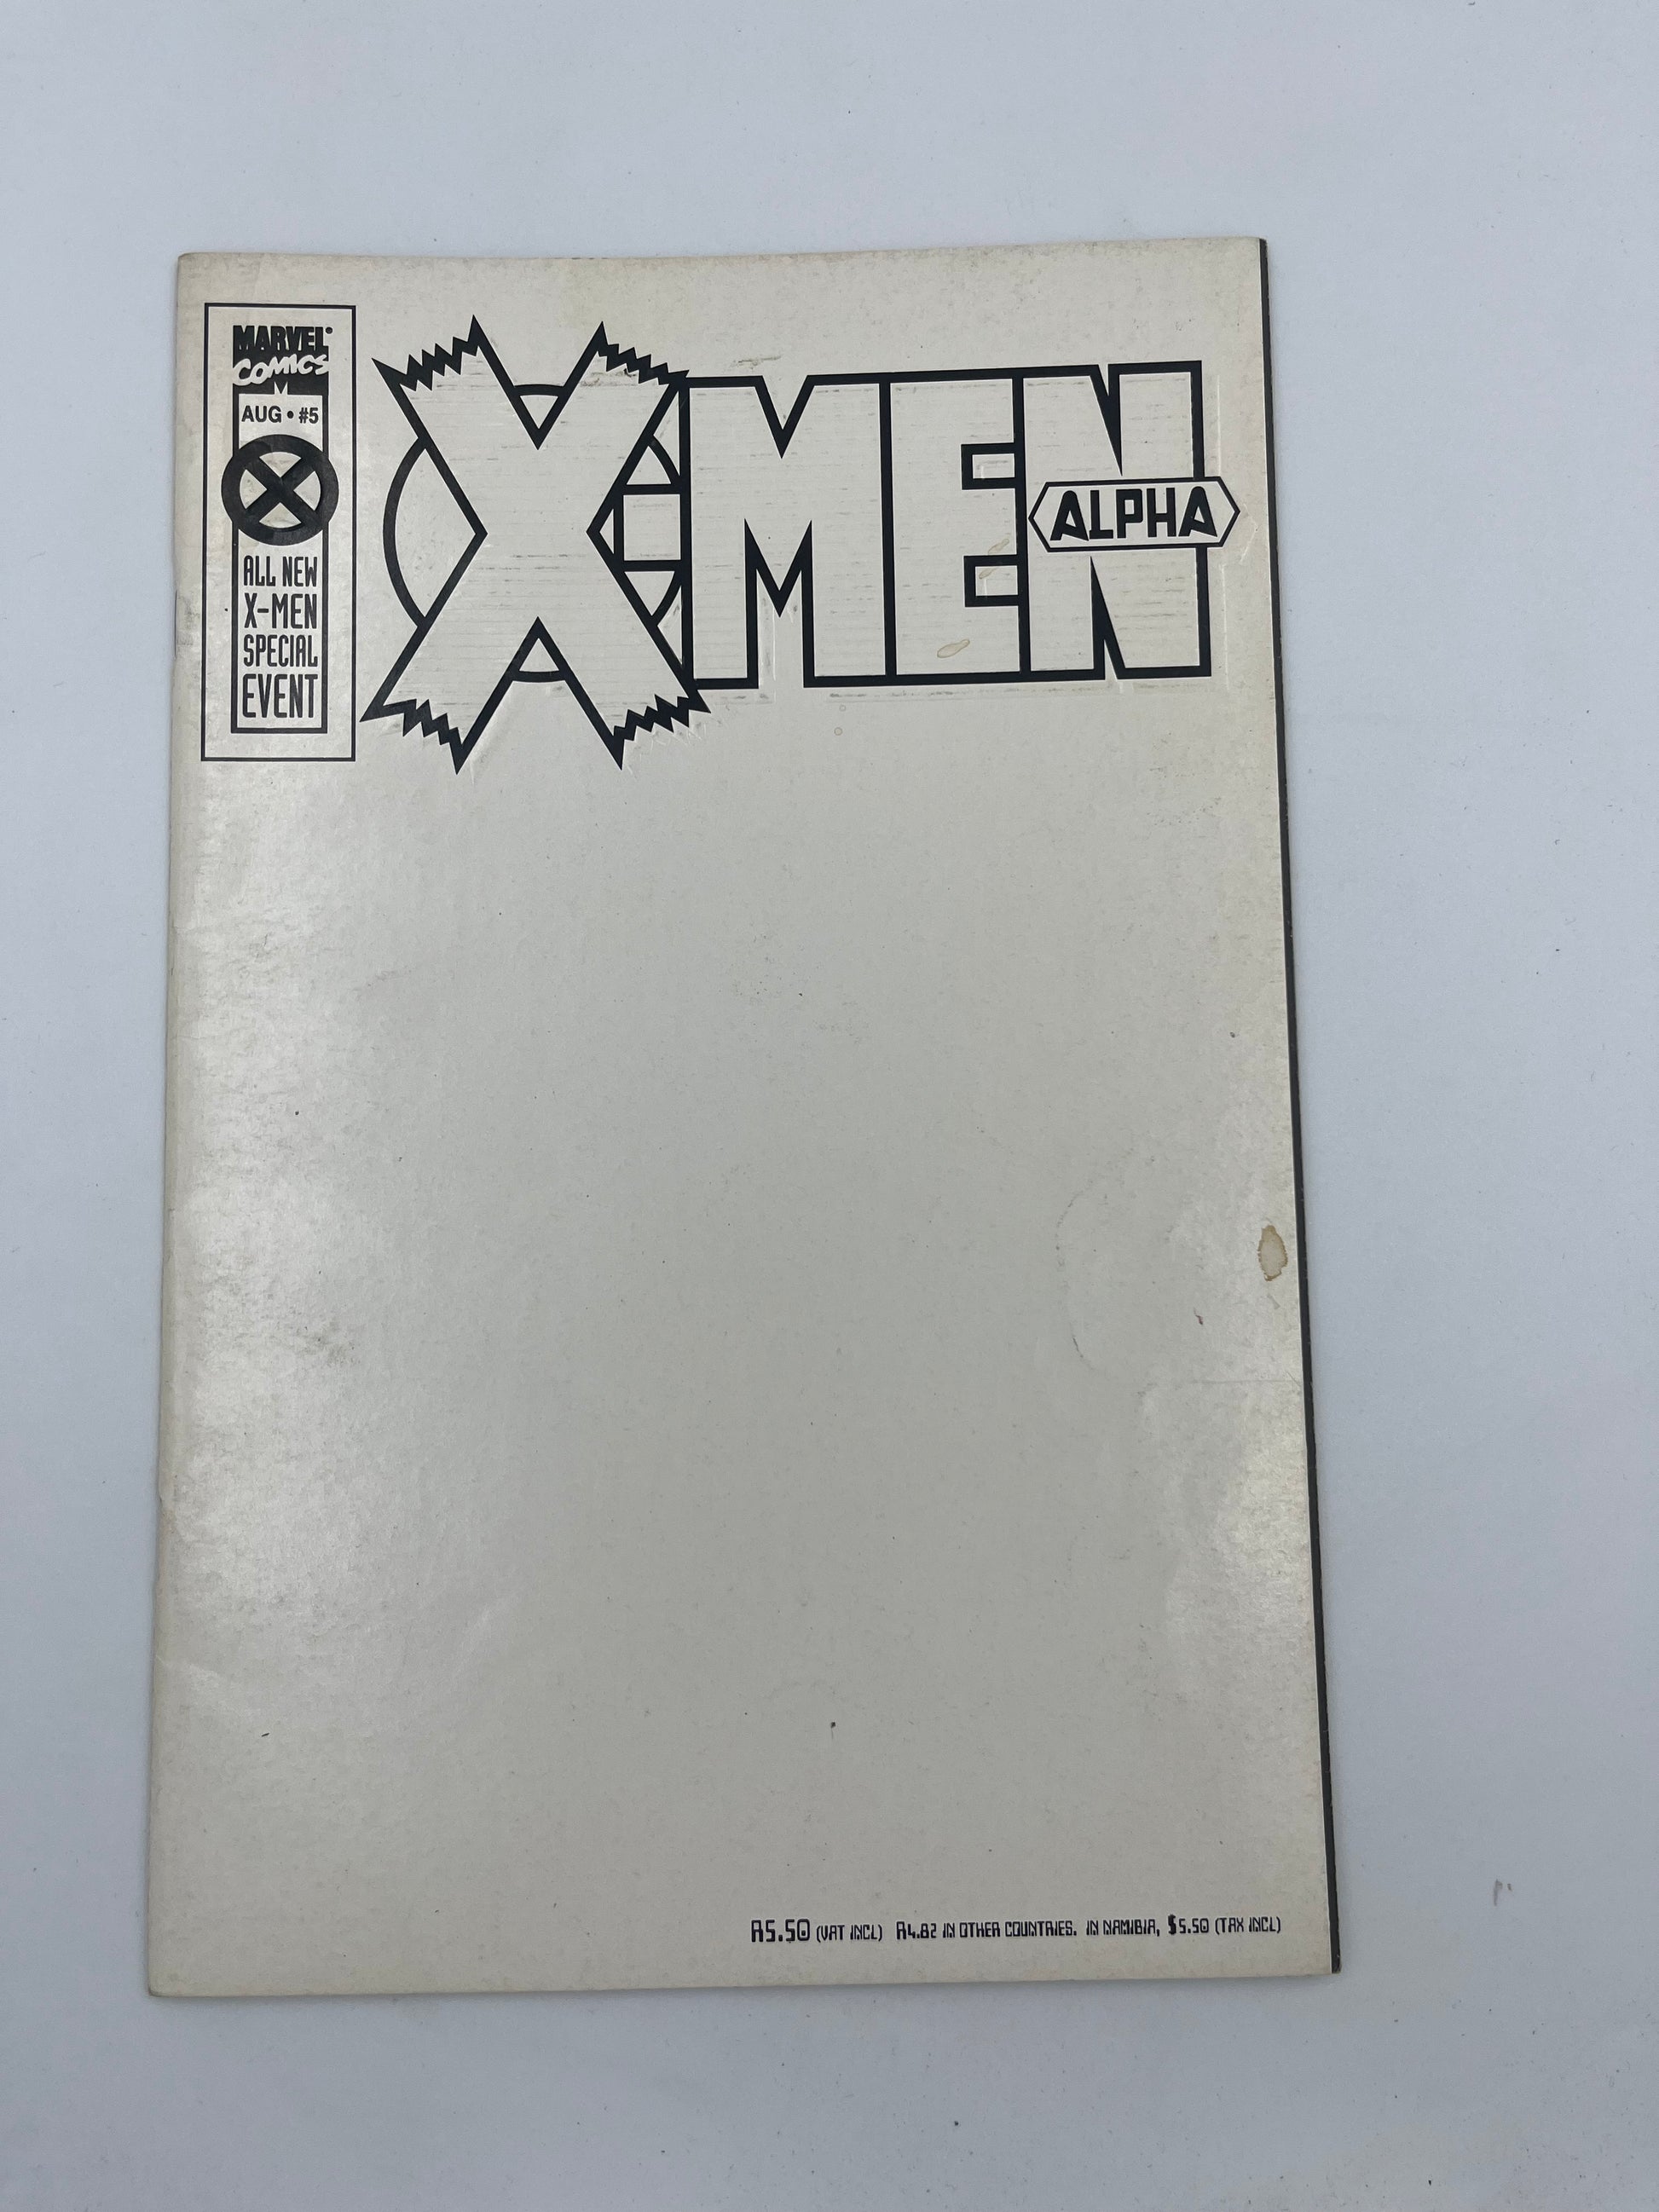 MARVEL
COMICS
AUG • #5
ALL NEW
X-MEN
SPECIAL
EVENT
X-MEN
ALPHA
R5.50 (VAT INCL) R4.82 IN OTHER COUNTRIES. IN NAMIBIA, $5.50 (TAX INCL)